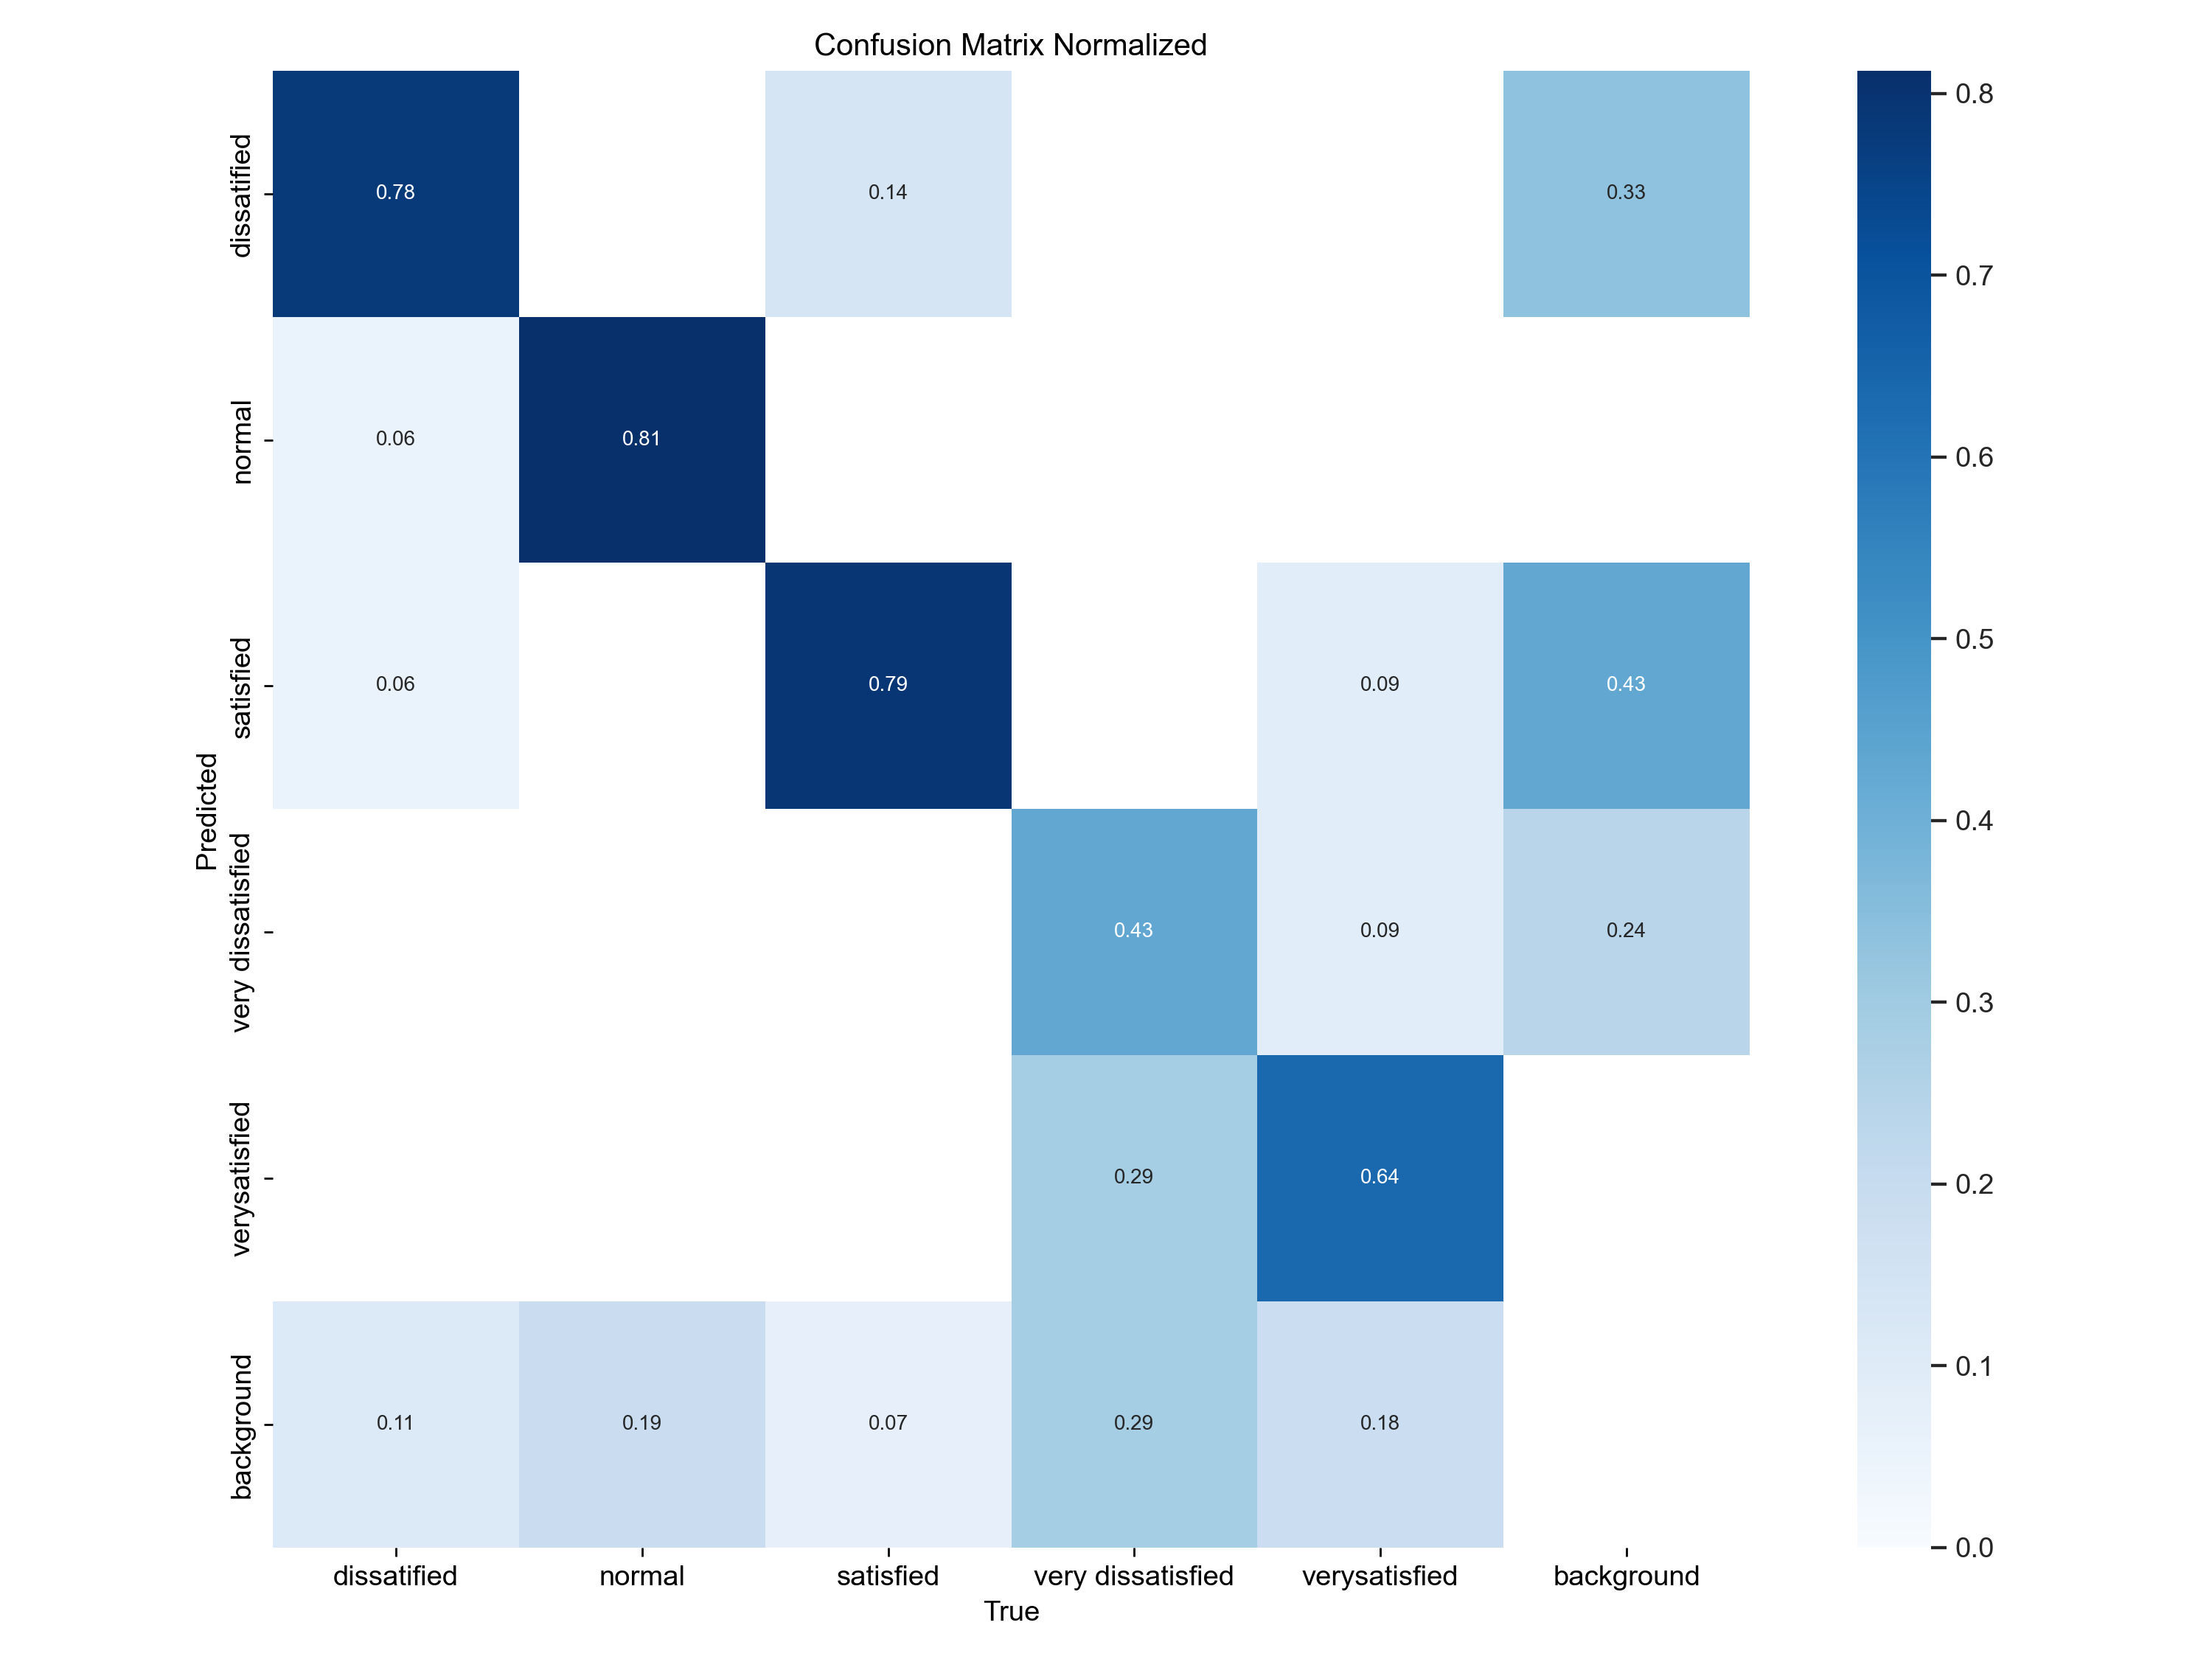 Confusion Matrix Normalized
dissatified
0.78
0.14
0.33
normal
0.06
0.81
satisfied
0.06
0.79
0.09
0.43
Predicted
very dissatisfied
0.43
0.09
0.24
verysatisfied
0.29
0.64
background
0.11
0.19
0.07
0.29
0.18
dissatified
normal
satisfied
very dissatisfied
verysatisfied
background
True
0.8
0.7
0.6
0.5
0.4
0.3
0.2
0.1
0.0